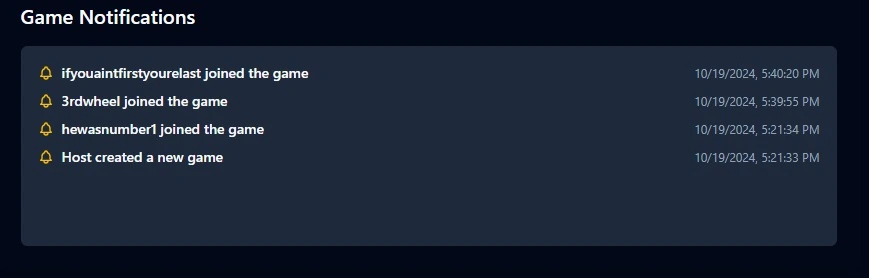 Game Notifications
ifyouaintfirstyourelast joined the game 10/19/2024, 5:40:20 PM
3rdwheel joined the game 10/19/2024, 5:39:55 PM
hewasnumber1 joined the game 10/19/2024, 5:21:34 PM
Host created a new game 10/19/2024, 5:21:33 PM